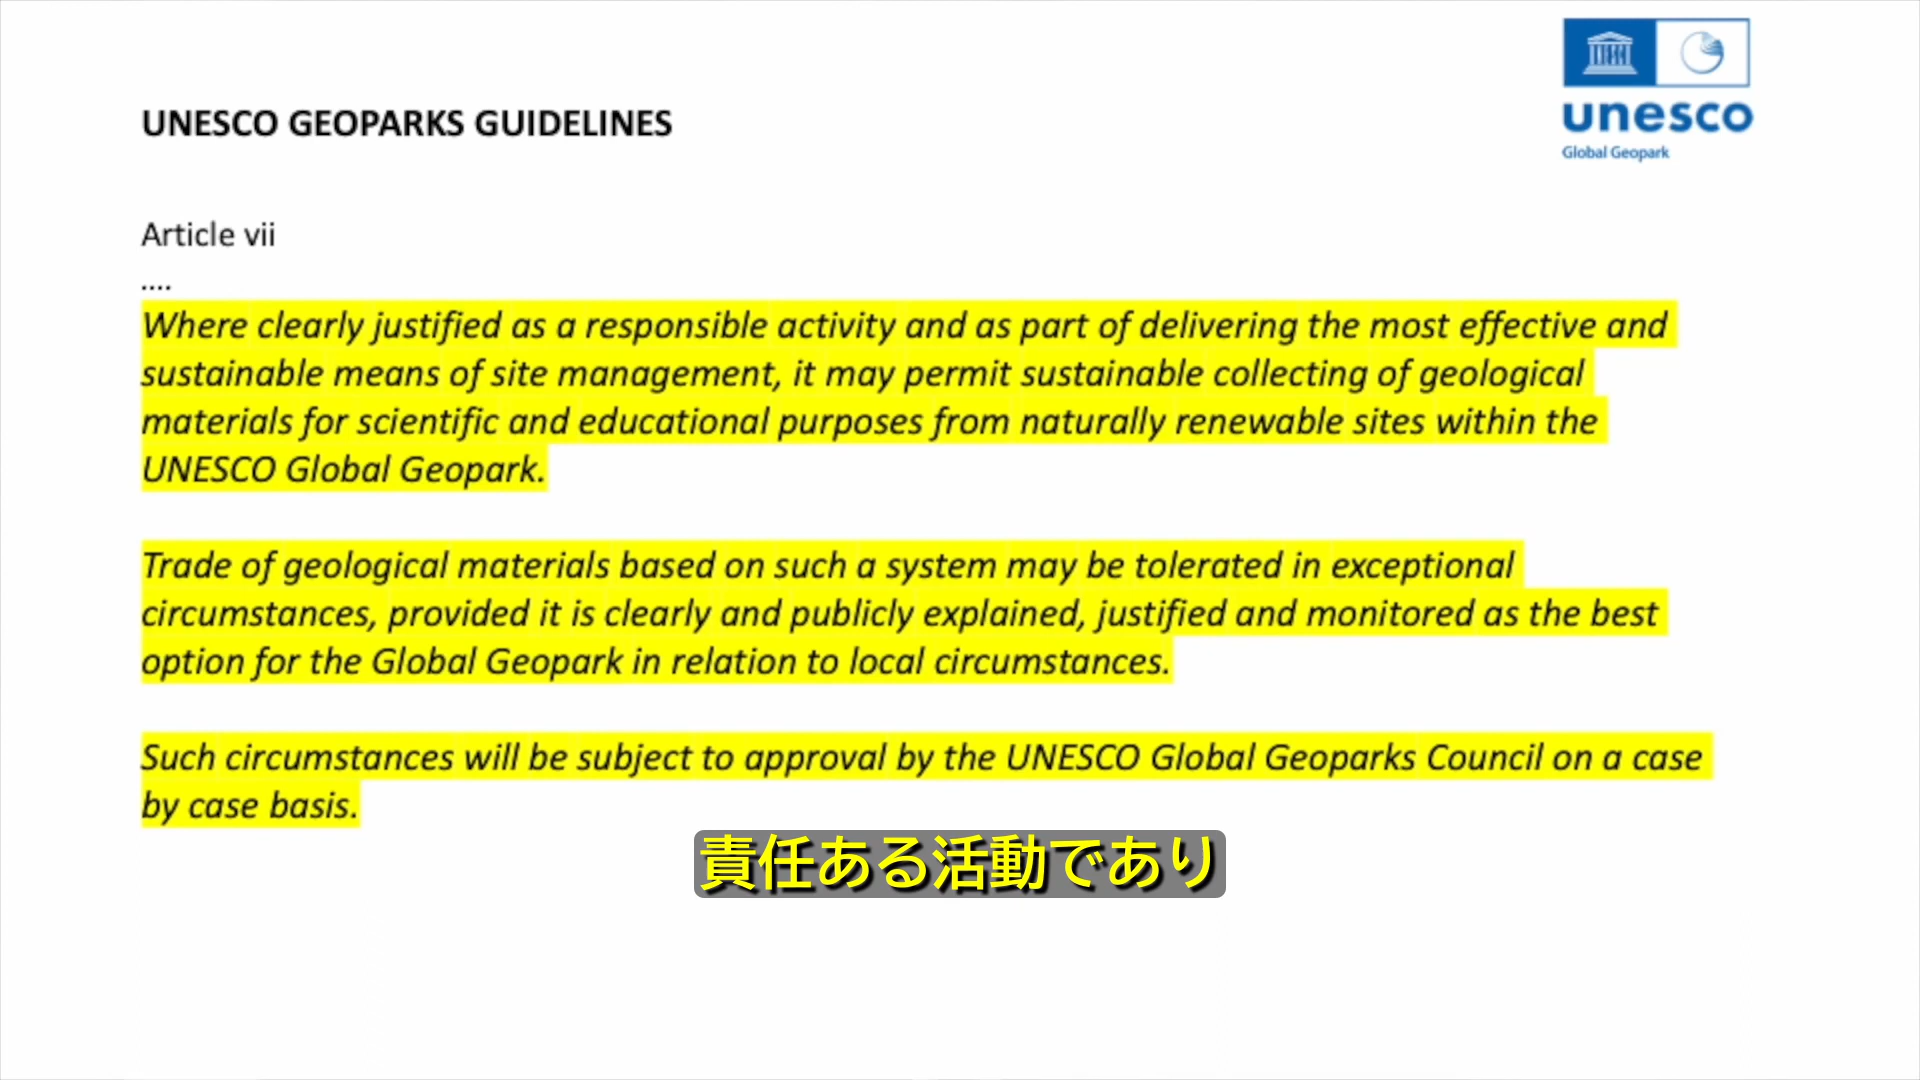 unesco
Global Geopark
UNESCO GEOPARKS GUIDELINES
Article vii
....
Where clearly justified as a responsible activity and as part of delivering the most effective and
sustainable means of site management, it may permit sustainable collecting of geological
materials for scientific and educational purposes from naturally renewable sites within the
UNESCO Global Geopark.
Trade of geological materials based on such a system may be tolerated in exceptional
circumstances, provided it is clearly and publicly explained, justified and monitored as the best
option for the Global Geopark in relation to local circumstances.
Such circumstances will be subject to approval by the UNESCO Global Geoparks Council on a case
by case basis.
責任ある活動であり